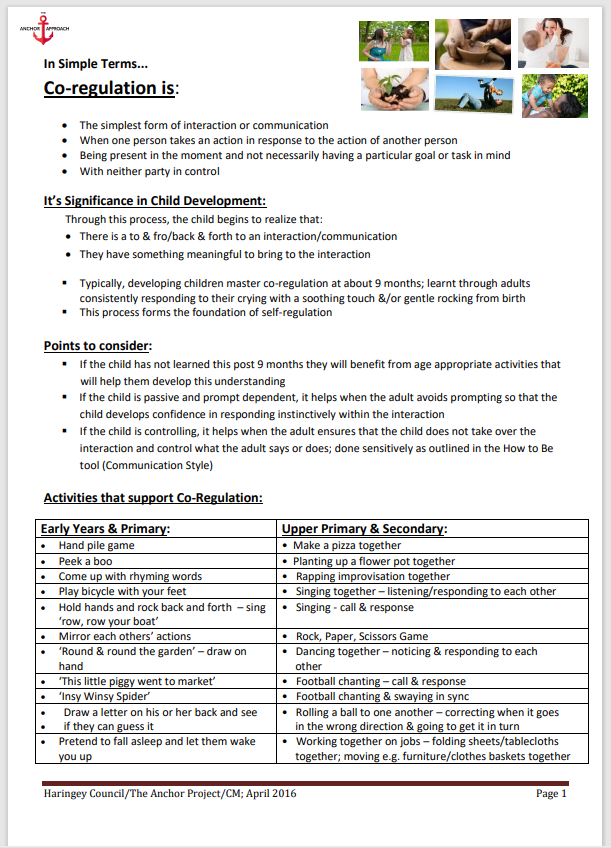 THE
ANCHOR APPROACH
In Simple Terms...
Co-regulation is:
• The simplest form of interaction or communication
• When one person takes an action in response to the action of another person
• Being present in the moment and not necessarily having a particular goal or task in mind
• With neither party in control
It's Significance in Child Development:
Through this process, the child begins to realize that:
• There is a to & fro/back & forth to an interaction/communication
• They have something meaningful to bring to the interaction
▪ Typically, developing children master co-regulation at about 9 months; learnt through adults
consistently responding to their crying with a soothing touch &/or gentle rocking from birth
▪ This process forms the foundation of self-regulation
Points to consider:
▪ If the child has not learned this post 9 months they will benefit from age appropriate activities that
will help them develop this understanding
▪ If the child is passive and prompt dependent, it helps when the adult avoids prompting so that the
child develops confidence in responding instinctively within the interaction
▪ If the child is controlling, it helps when the adult ensures that the child does not take over the
interaction and control what the adult says or does; done sensitively as outlined in the How to Be
tool (Communication Style)
Activities that support Co-Regulation:
Early Years & Primary: Upper Primary & Secondary:
• Hand pile game • Make a pizza together
• Peek a boo • Planting up a flower pot together
• Come up with rhyming words • Rapping improvisation together
• Play bicycle with your feet • Singing together – listening/responding to each other
• Hold hands and rock back and forth – sing • Singing - call & response
'row, row your boat'
• Mirror each others' actions • Rock, Paper, Scissors Game
• 'Round & round the garden' – draw on • Dancing together – noticing & responding to each
hand other
• 'This little piggy went to market' • Football chanting – call & response
• 'Insy Winsy Spider' • Football chanting & swaying in sync
• Draw a letter on his or her back and see • Rolling a ball to one another – correcting when it goes
• if they can guess it in the wrong direction & going to get it in turn
• Pretend to fall asleep and let them wake • Working together on jobs – folding sheets/tablecloths
you up together; moving e.g. furniture/clothes baskets together
Haringey Council/The Anchor Project/CM; April 2016 Page 1